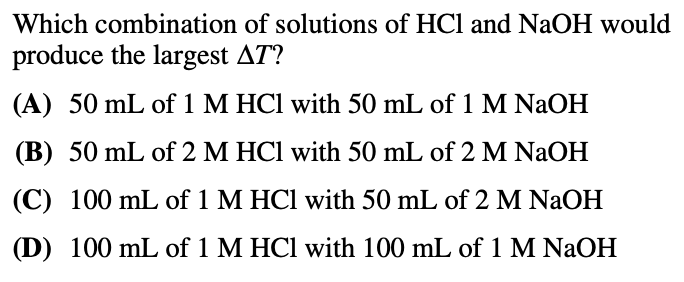 Which combination of solutions of HCl and NaOH would
produce the largest ΔT?
(A) 50 mL of 1 M HCl with 50 mL of 1 M NaOH
(B) 50 mL of 2 M HCl with 50 mL of 2 M NaOH
(C) 100 mL of 1 M HCl with 50 mL of 2 M NaOH
(D) 100 mL of 1 M HCl with 100 mL of 1 M NaOH